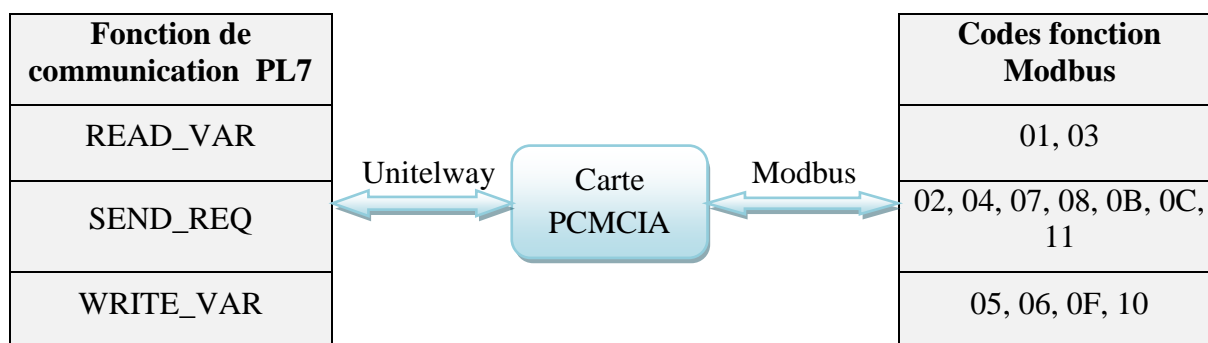 Fonction de
communication PL7
READ_VAR
SEND_REQ
WRITE_VAR
Unitelway
Carte
PCMCIA
Modbus
Codes fonction
Modbus
01, 03
02, 04, 07, 08, 0B, 0C,
11
05, 06, 0F, 10